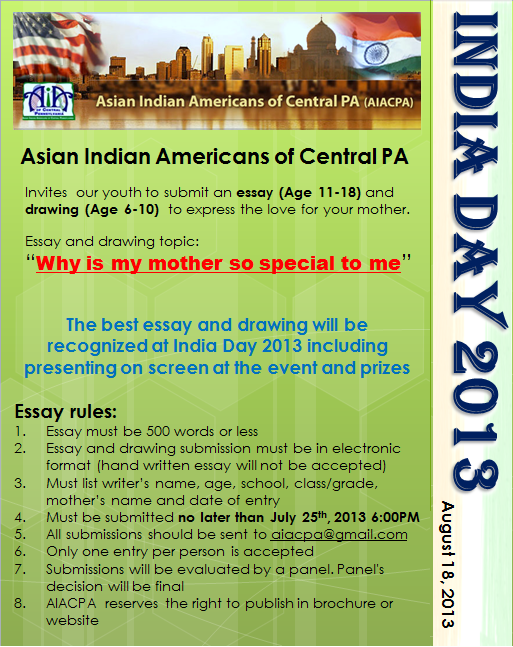 AiA
OF CENTRAL
PENNSYLVANIA
Asian Indian Americans of Central PA (AIACPA)
Asian Indian Americans of Central PA
Invites our youth to submit an essay (Age 11-18) and
drawing (Age 6-10) to express the love for your mother.
Essay and drawing topic:
“Why is my mother so special to me”
The best essay and drawing will be
recognized at India Day 2013 including
presenting on screen at the event and prizes
Essay rules:
1. Essay must be 500 words or less
2. Essay and drawing submission must be in electronic
format (hand written essay will not be accepted)
3. Must list writer’s name, age, school, class/grade,
mother’s name and date of entry
4. Must be submitted no later than July 25th, 2013 6:00PM
5. All submissions should be sent to aiacpa@gmail.com
6. Only one entry per person is accepted
7. Submissions will be evaluated by a panel. Panel's
decision will be final
8. AIACPA reserves the right to publish in brochure or
website
INDIA DAY 2013
August 18, 2013